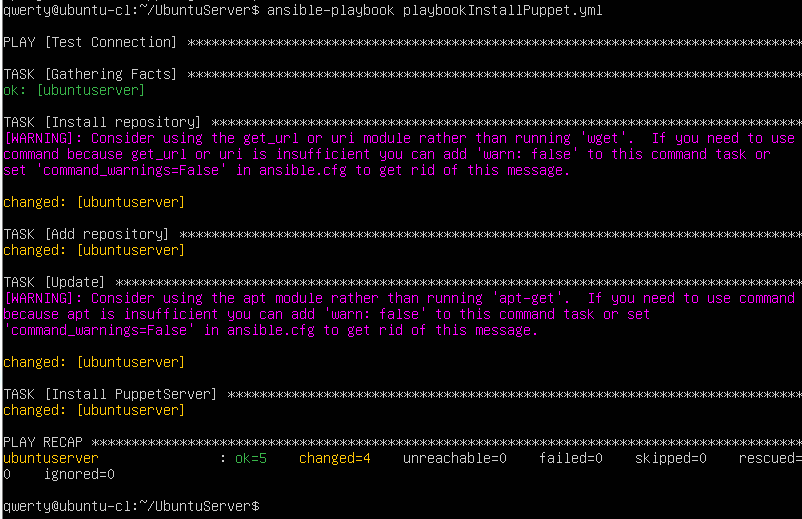 qwerty@ubuntu-cl:~/UbuntuServer$ ansible-playbook playbookInstallPuppet.yml
PLAY [Test Connection] ******************************************************************************
TASK [Gathering Facts] ******************************************************************************
ok: [ubuntuserver]
TASK [Install repository] ***************************************************************************
[WARNING]: Consider using the get_url or uri module rather than running 'wget'.  If you need to use
command because get_url or uri is insufficient you can add 'warn: false' to this command task or
set 'command_warnings=False' in ansible.cfg to get rid of this message.
changed: [ubuntuserver]
TASK [Add repository] *******************************************************************************
changed: [ubuntuserver]
TASK [Update] ***************************************************************************************
[WARNING]: Consider using the apt module rather than running 'apt-get'.  If you need to use command
because apt is insufficient you can add 'warn: false' to this command task or set
'command_warnings=False' in ansible.cfg to get rid of this message.
changed: [ubuntuserver]
TASK [Install PuppetServer] *************************************************************************
changed: [ubuntuserver]
PLAY RECAP ******************************************************************************************
ubuntuserver               : ok=5    changed=4    unreachable=0    failed=0    skipped=0    rescued=
0    ignored=0
qwerty@ubuntu-cl:~/UbuntuServer$